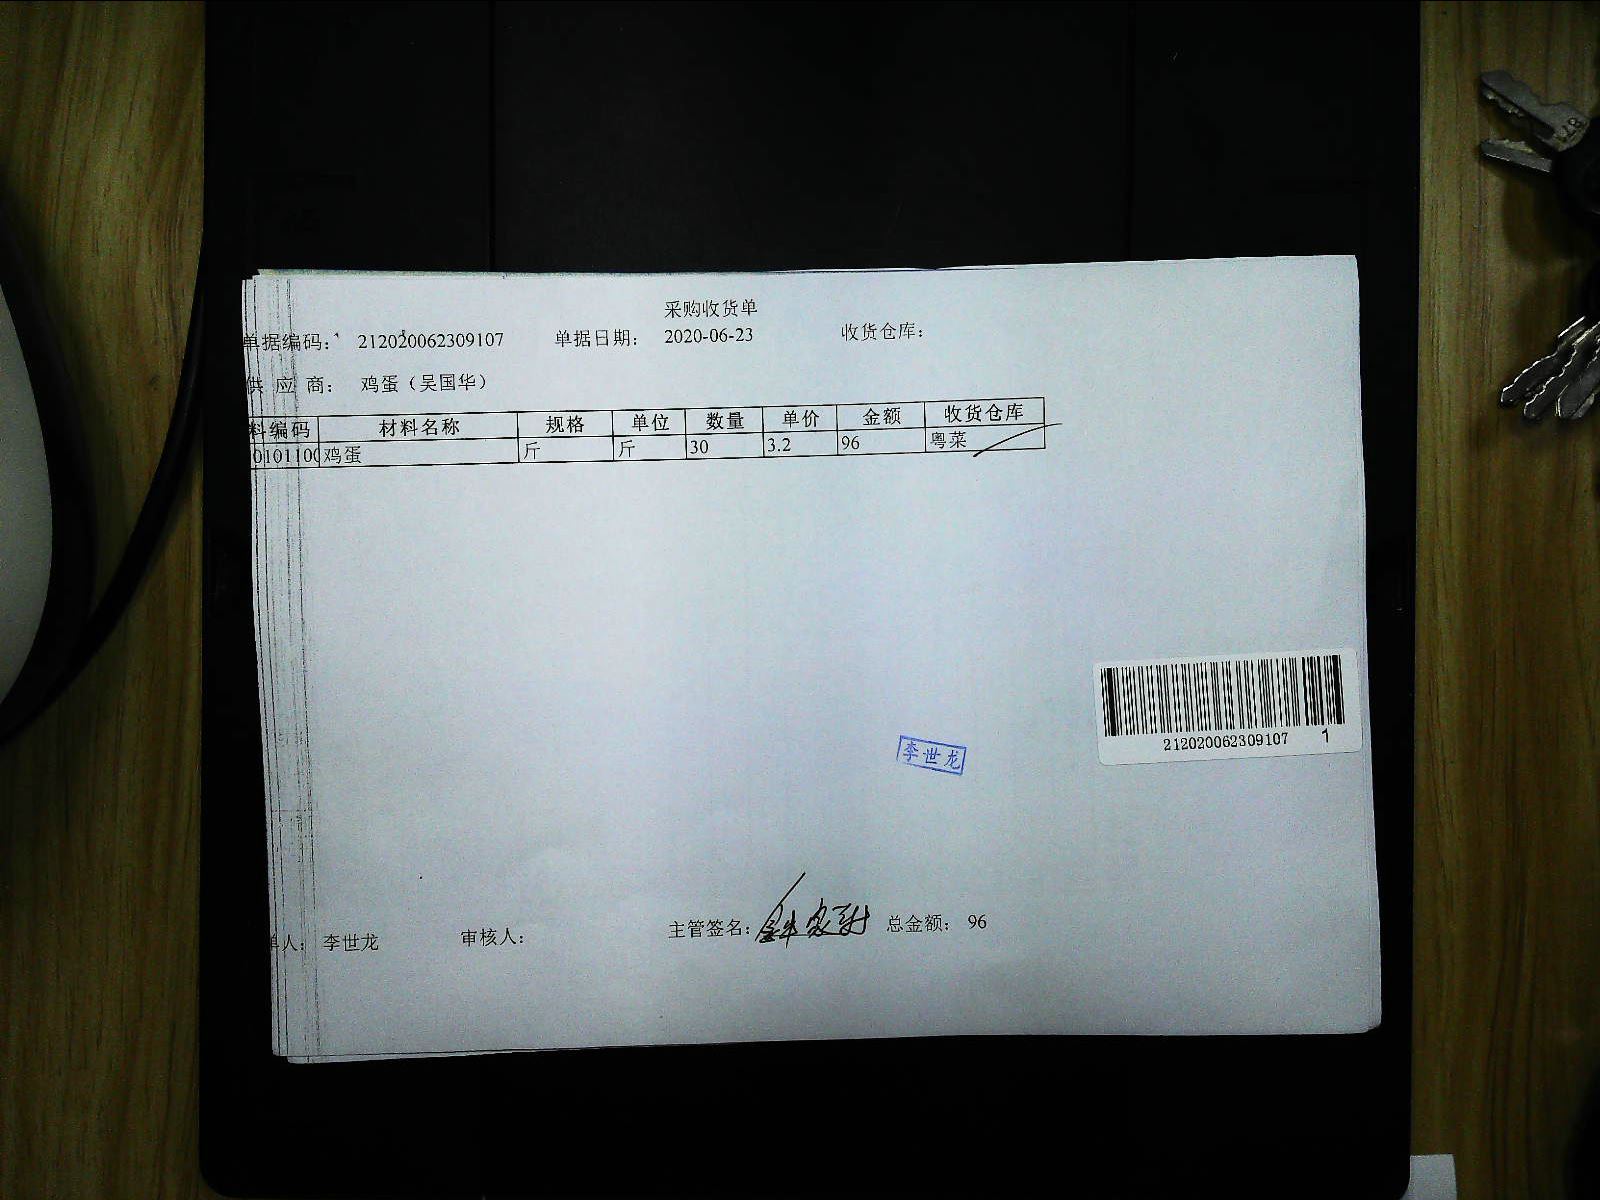 采购收货单
单据编码： 212020062309107 单据日期： 2020-06-23 收货仓库：
供 应 商： 鸡蛋（吴国华）
料编码 材料名称 规格 单位 数量 单价 金额 收货仓库
0101100 鸡蛋 斤 斤 30 3.2 96 粤菜
212020062309107 1
李世龙
单人： 李世龙 审核人： 主管签名： 总金额： 96